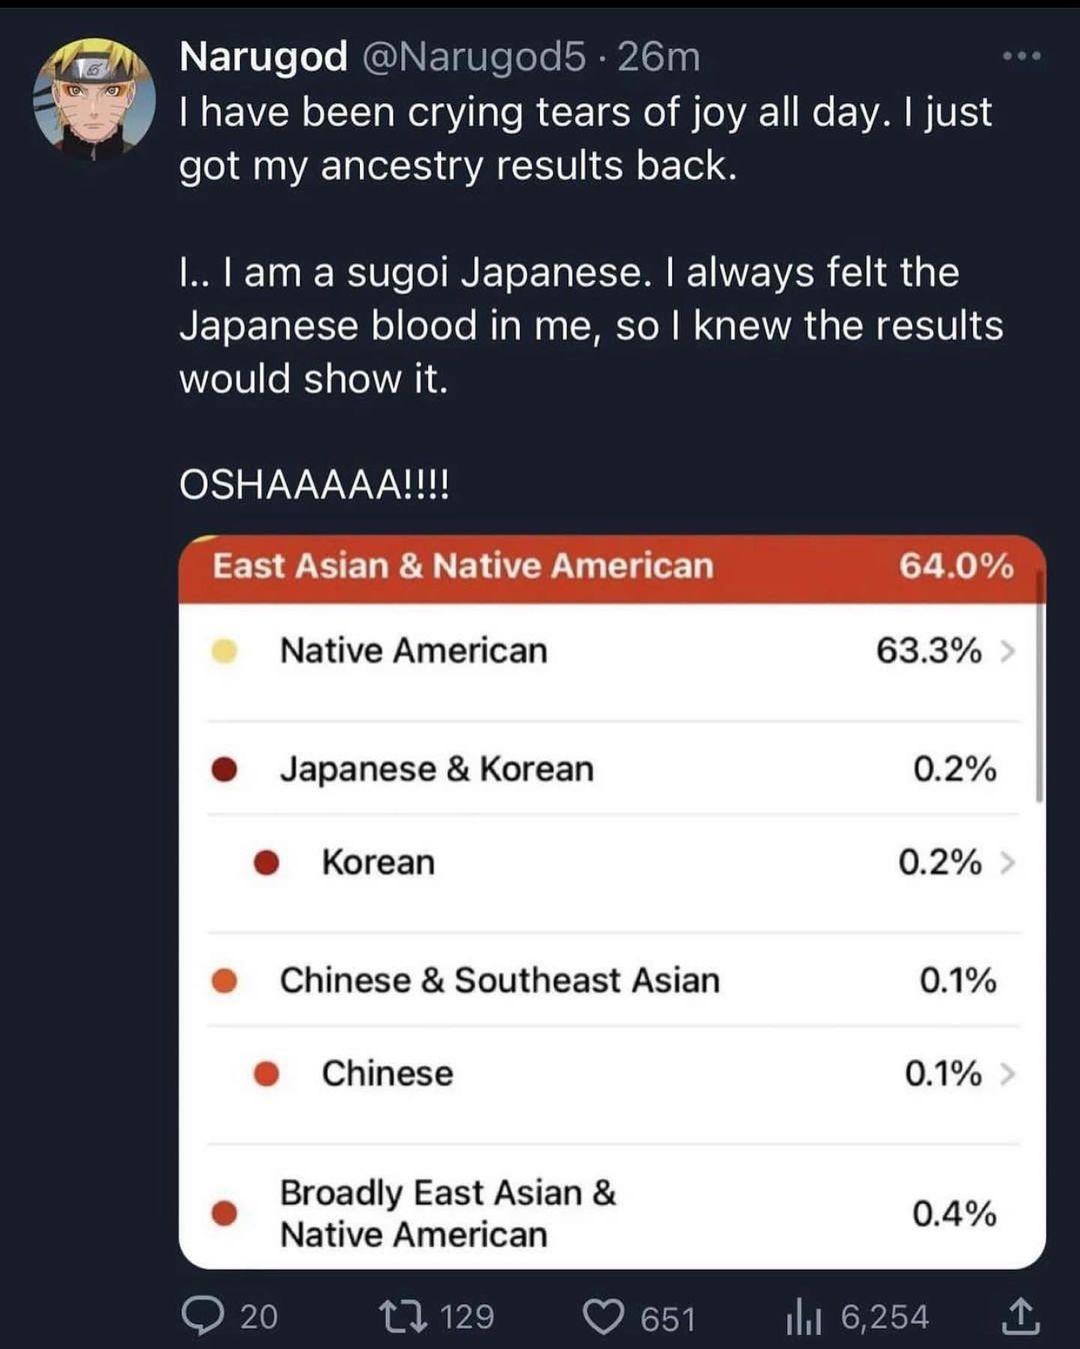 Narugod @Narugod5 · 26m
I have been crying tears of joy all day. I just
got my ancestry results back.
I.. I am a sugoi Japanese. I always felt the
Japanese blood in me, so I knew the results
would show it.
OSHAAAAA!!!!
East Asian & Native American 64.0%
Native American 63.3%
Japanese & Korean 0.2%
Korean 0.2%
Chinese & Southeast Asian 0.1%
Chinese 0.1%
Broadly East Asian &
Native American 0.4%
20 129 651 6,254